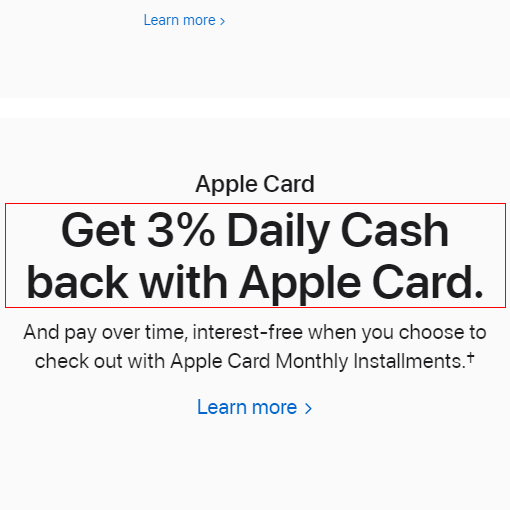 Learn more >
Apple Card
Get 3% Daily Cash
back with Apple Card.
And pay over time, interest-free when you choose to
check out with Apple Card Monthly Installments.†
Learn more >